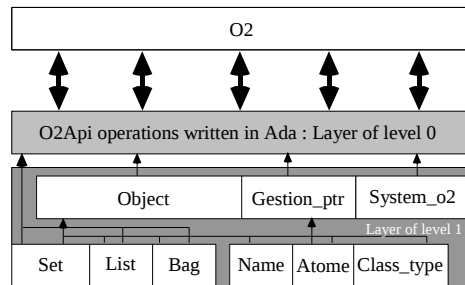 O2
O2Api operations written in Ada : Layer of level 0
Object Gestion_ptr System_o2
Layer of level 1
Set List Bag Name Atome Class_type